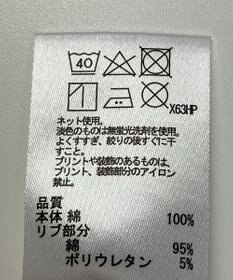 40
X63HP
ネット使用。
淡色のものは無蛍光洗剤を使用。
よくすすぎ、絞りの後すぐに干
すこと。
プリントや装飾のあるものは、
プリント、装飾部分のアイロン
禁止。
品質
本体 綿 100%
リブ部分
綿 95%
ポリウレタン 5%